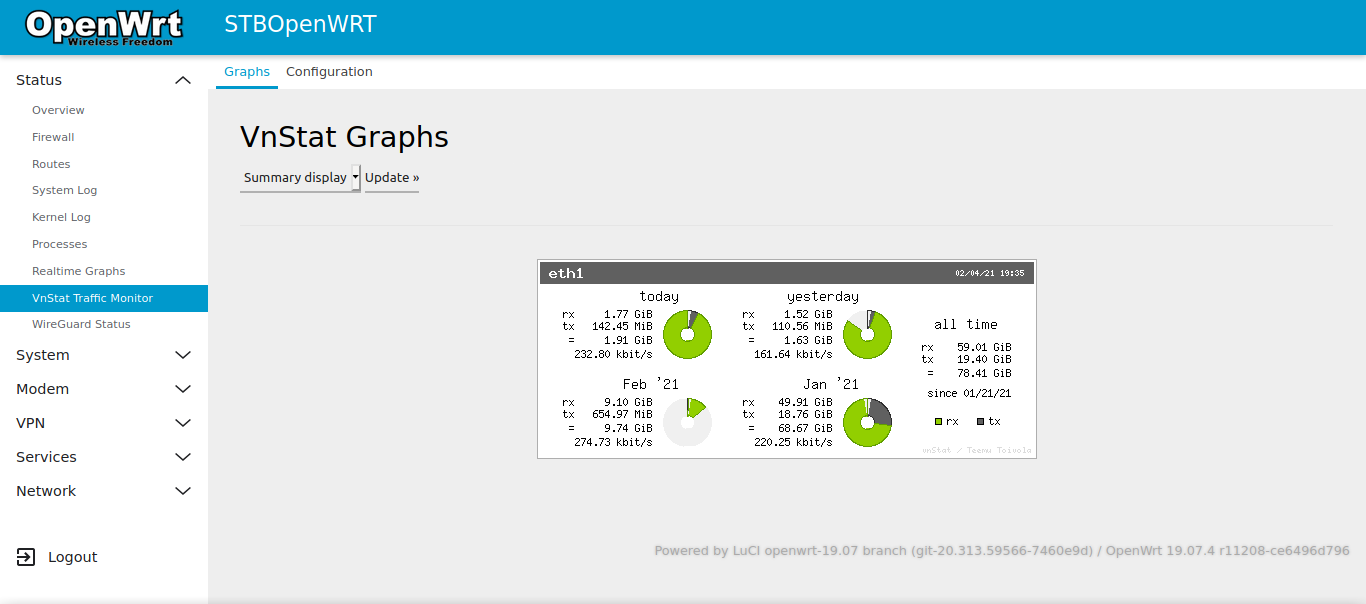 OpenWrt
Wireless Freedom
STBOpenWRT
Status
Overview
Firewall
Routes
System Log
Kernel Log
Processes
Realtime Graphs
VnStat Traffic Monitor
WireGuard Status
System
Modem
VPN
Services
Network
Logout
Graphs Configuration
VnStat Graphs
Summary display Update »
eth1 02/04/21 19:35
today
rx 1.77 GiB
tx 142.45 MiB
= 1.91 GiB
232.80 kbit/s
yesterday
rx 1.52 GiB
tx 110.56 MiB
= 1.63 GiB
161.64 kbit/s
Feb '21
rx 9.10 GiB
tx 654.97 MiB
= 9.74 GiB
274.73 kbit/s
Jan '21
rx 49.91 GiB
tx 18.76 GiB
= 68.67 GiB
220.25 kbit/s
all time
rx 59.01 GiB
tx 19.40 GiB
= 78.41 GiB
since 01/21/21
rx tx
vnStat / Teemu Toivola
Powered by LuCI openwrt-19.07 branch (git-20.313.59566-7460e9d) / OpenWrt 19.07.4 r11208-ce6496d796